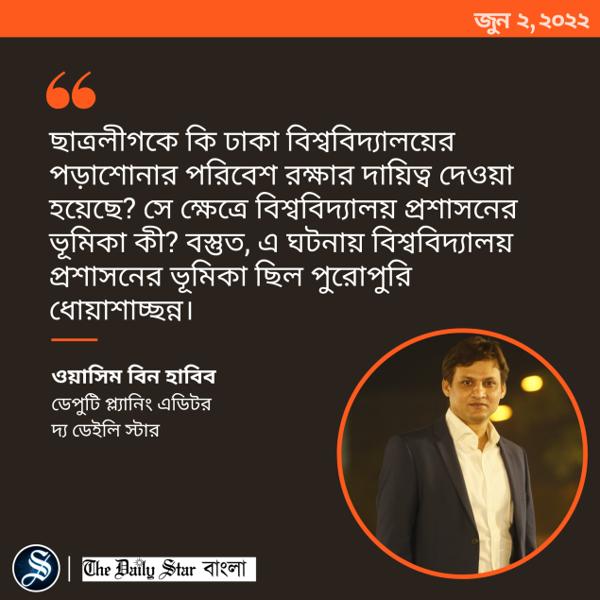 জুন ২, ২০২২
ছাত্রলীগকে কি ঢাকা বিশ্ববিদ্যালয়ের
পড়াশোনার পরিবেশ রক্ষার দায়িত্ব দেওয়া
হয়েছে? সে ক্ষেত্রে বিশ্ববিদ্যালয় প্রশাসনের
ভূমিকা কী? বস্তুত, এ ঘটনায় বিশ্ববিদ্যালয়
প্রশাসনের ভূমিকা ছিল পুরোপুরি
ধোয়াশাচ্ছন্ন।
ওয়াসিম বিন হাবিব
ডেপুটি প্ল্যানিং এডিটর
দ্য ডেইলি স্টার
S | The Daily Star বাংলা